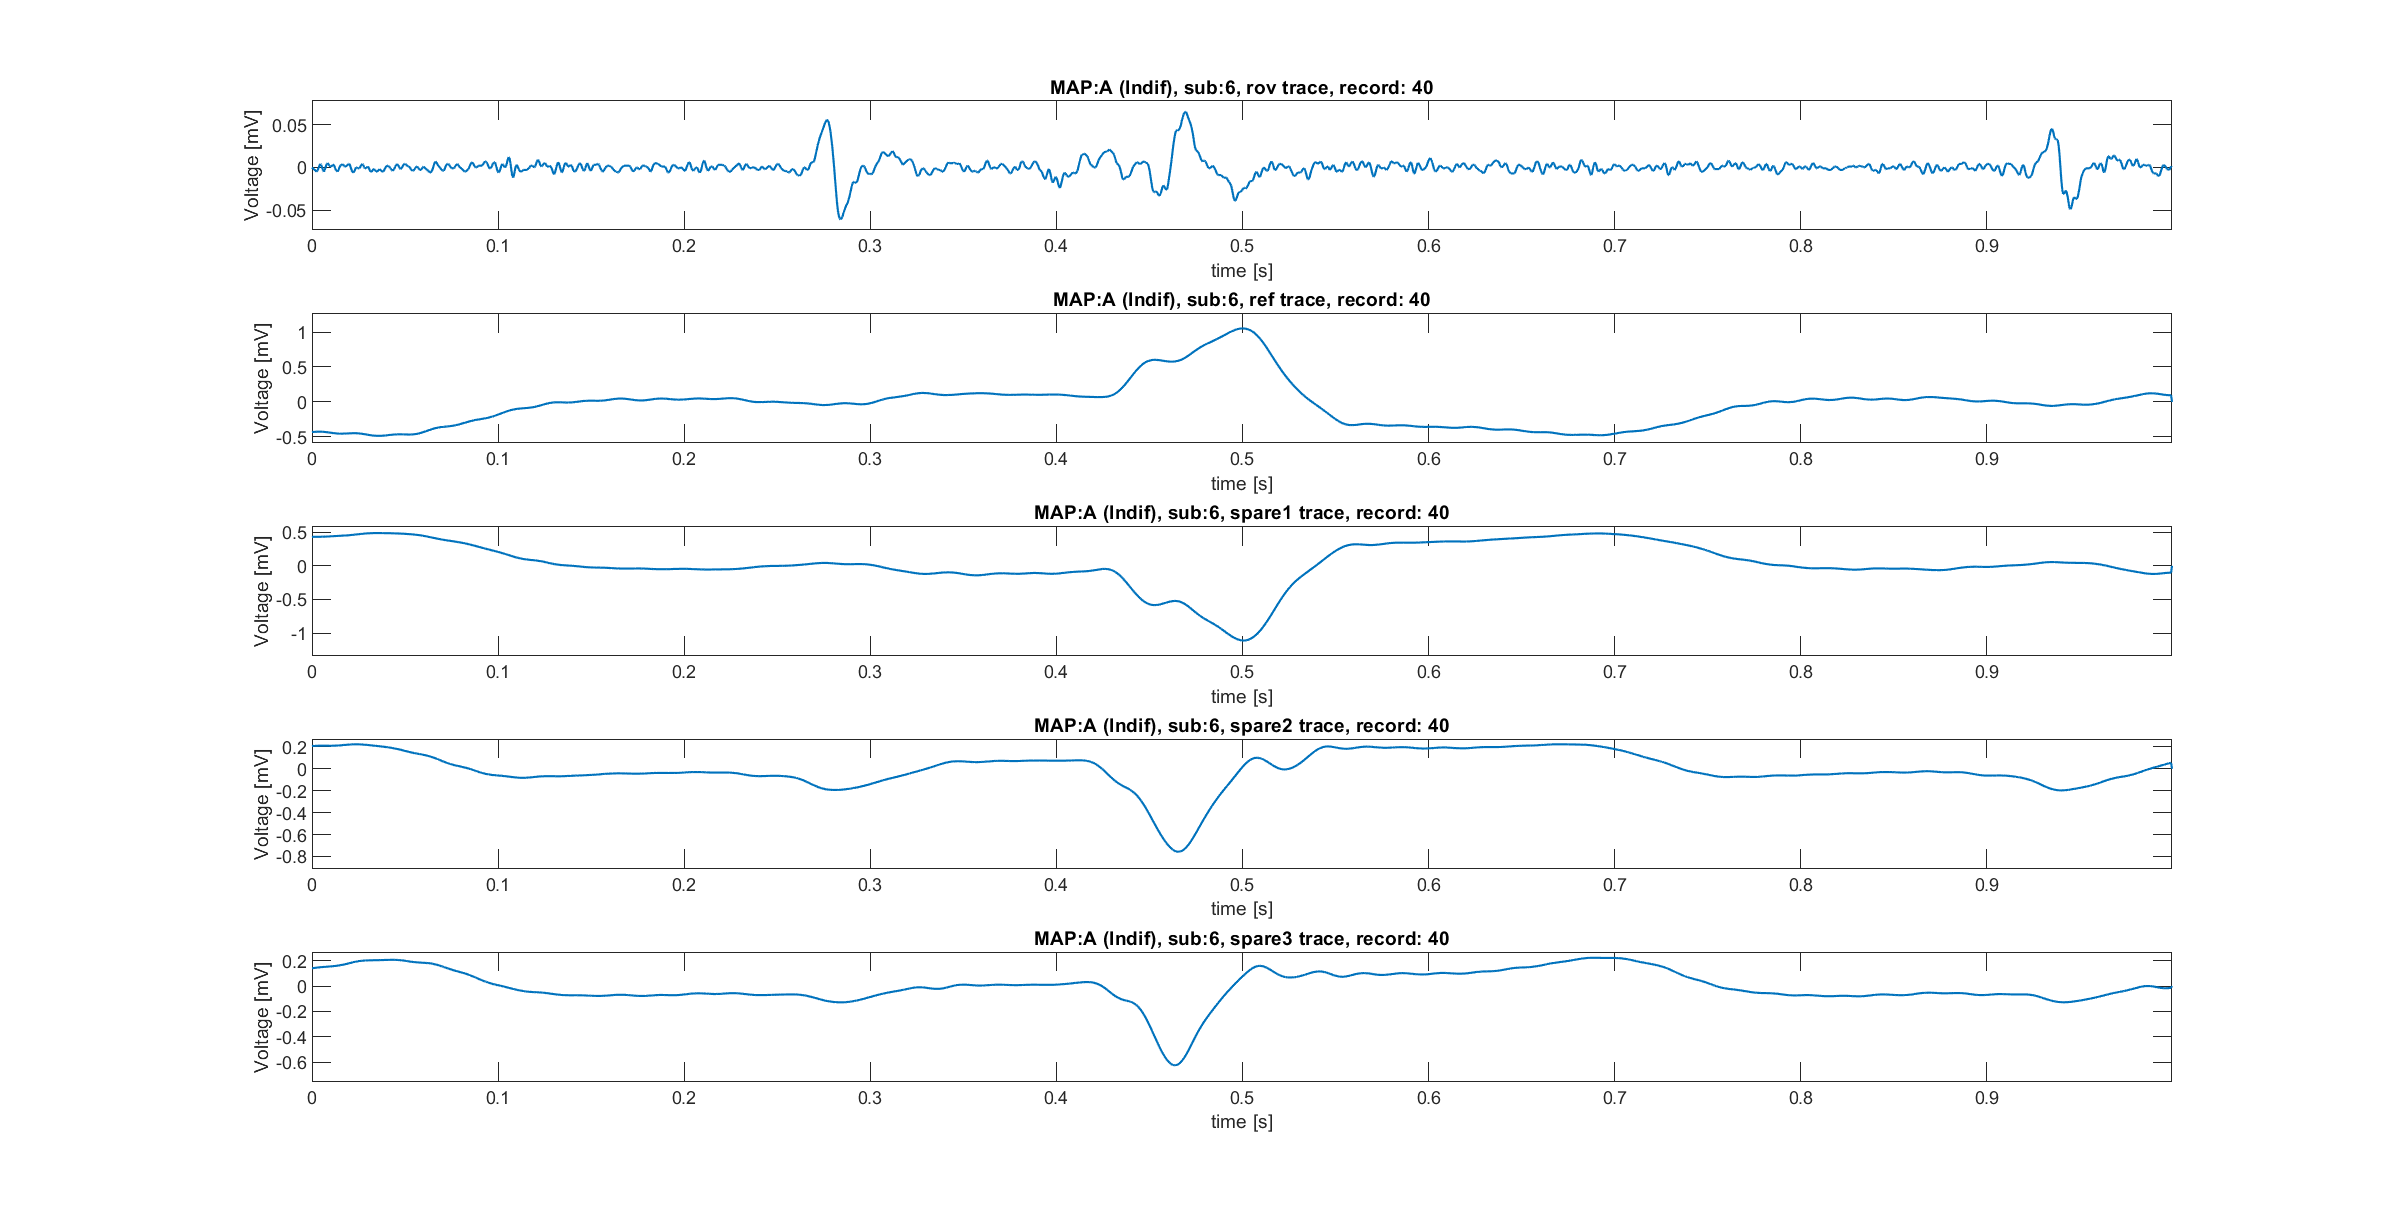 MAP:A (Indif), sub:6, rov trace, record: 40
Voltage [mV]
0.05
0
-0.05
0 0.1 0.2 0.3 0.4 0.5 0.6 0.7 0.8 0.9
time [s]
MAP:A (Indif), sub:6, ref trace, record: 40
Voltage [mV]
1
0.5
0
-0.5
0 0.1 0.2 0.3 0.4 0.5 0.6 0.7 0.8 0.9
time [s]
MAP:A (Indif), sub:6, spare1 trace, record: 40
Voltage [mV]
0.5
0
-0.5
-1
0 0.1 0.2 0.3 0.4 0.5 0.6 0.7 0.8 0.9
time [s]
MAP:A (Indif), sub:6, spare2 trace, record: 40
Voltage [mV]
0.2
0
-0.2
-0.4
-0.6
-0.8
0 0.1 0.2 0.3 0.4 0.5 0.6 0.7 0.8 0.9
time [s]
MAP:A (Indif), sub:6, spare3 trace, record: 40
Voltage [mV]
0.2
0
-0.2
-0.4
-0.6
0 0.1 0.2 0.3 0.4 0.5 0.6 0.7 0.8 0.9
time [s]